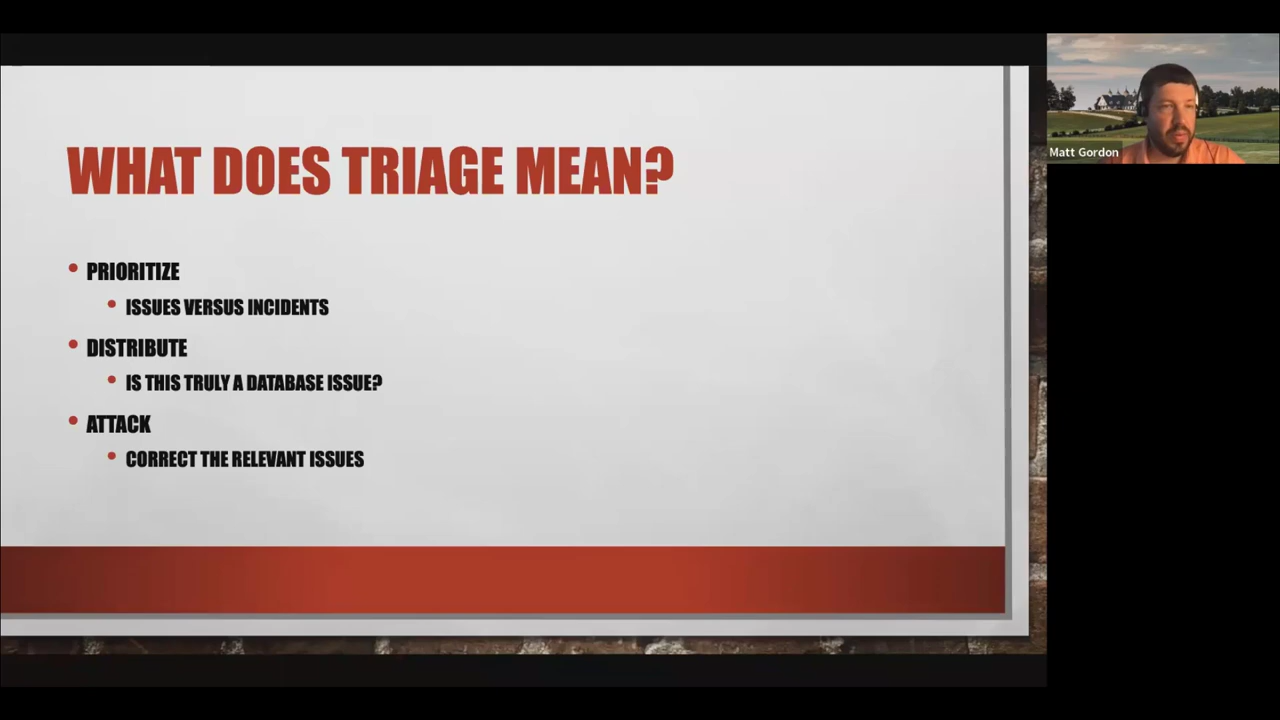 WHAT DOES TRIAGE MEAN?
PRIORITIZE
ISSUES VERSUS INCIDENTS
DISTRIBUTE
IS THIS TRULY A DATABASE ISSUE?
ATTACK
CORRECT THE RELEVANT ISSUES
Matt Gordon